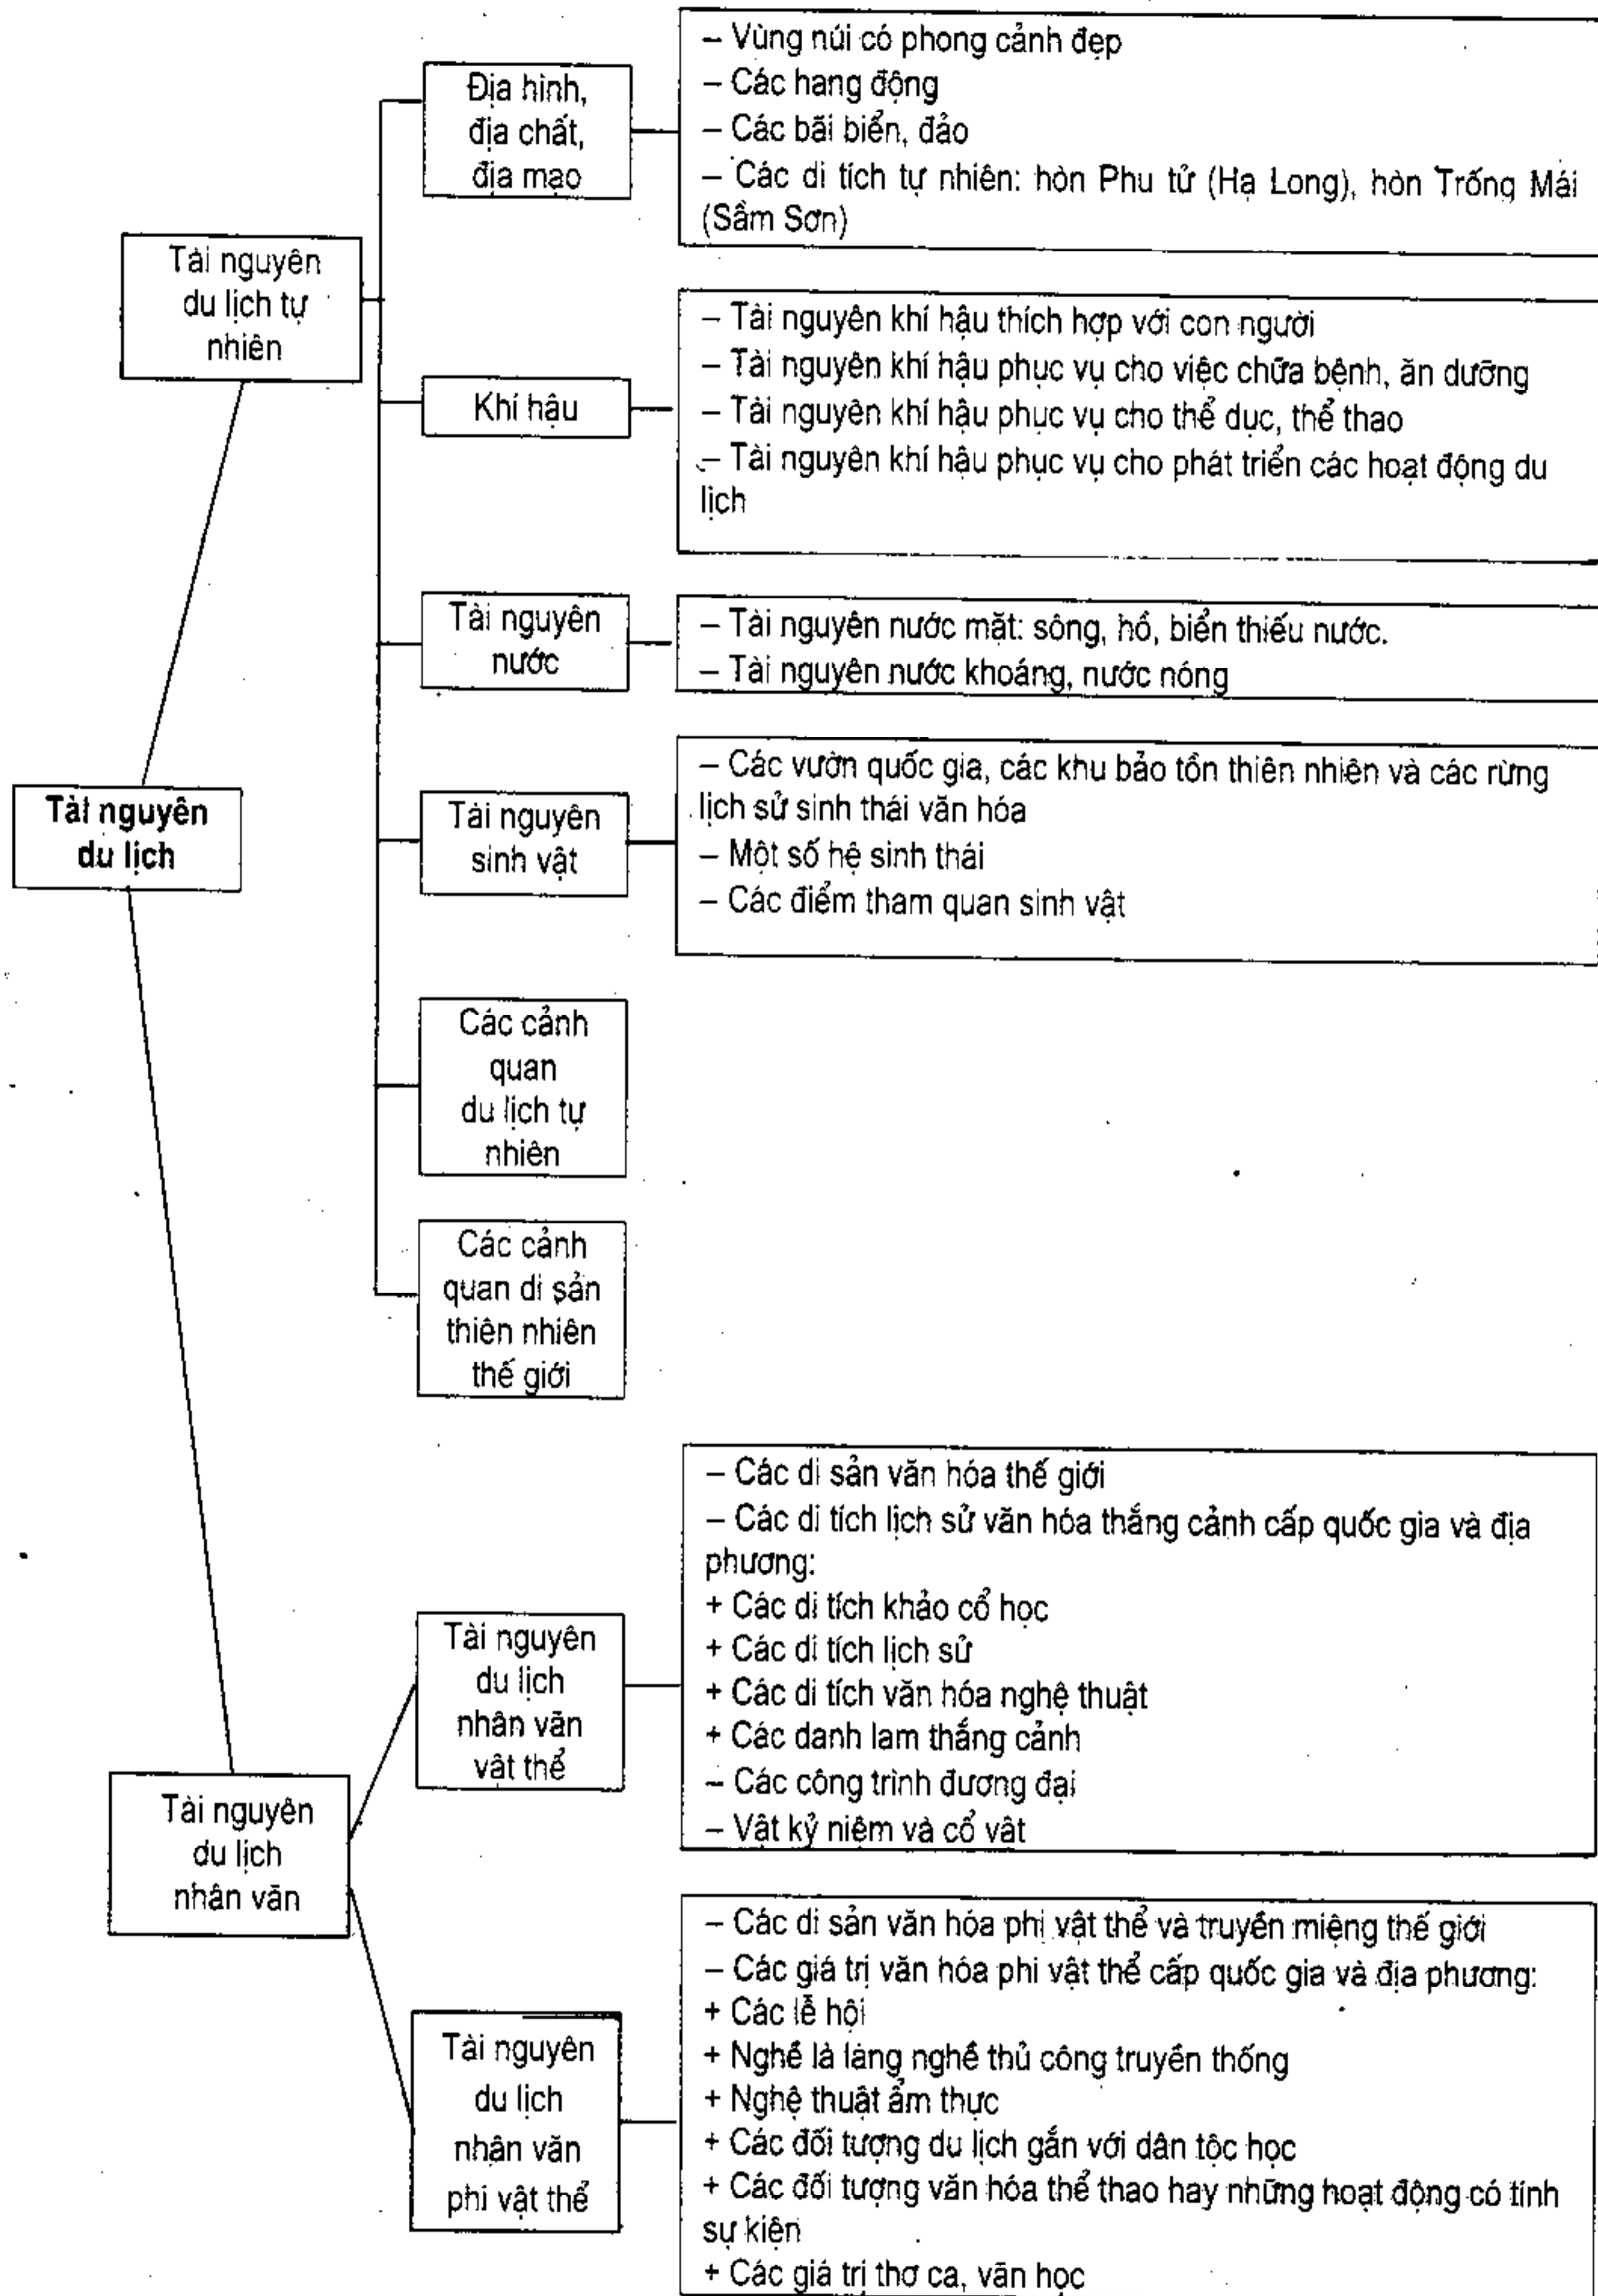 Tài nguyên
du lịch
Tài nguyên
du lịch tự
nhiên
Địa hình,
địa chất,
địa mạo
– Vùng núi có phong cảnh đẹp
– Các hang động
– Các bãi biển, đảo
– Các di tích tự nhiên: hòn Phu tử (Hạ Long), hòn Trống Mái
(Sầm Sơn)
Khí hậu
– Tài nguyên khí hậu thích hợp với con người
– Tài nguyên khí hậu phục vụ cho việc chữa bệnh, ăn dưỡng
– Tài nguyên khí hậu phục vụ cho thể dục, thể thao
– Tài nguyên khí hậu phục vụ cho phát triển các hoạt động du
lịch
Tài nguyên
nước
– Tài nguyên nước mặt: sông, hồ, biển thiếu nước.
– Tài nguyên nước khoáng, nước nóng
Tài nguyên
sinh vật
– Các vườn quốc gia, các khu bảo tồn thiên nhiên và các rừng
lịch sử sinh thái văn hóa
– Một số hệ sinh thái
– Các điểm tham quan sinh vật
Các cảnh
quan
du lịch tự
nhiên
Các cảnh
quan di sản
thiên nhiên
thế giới
Tài nguyên
du lịch
nhân văn
Tài nguyên
du lịch
nhân văn
vật thể
– Các di sản văn hóa thế giới
– Các di tích lịch sử văn hóa thắng cảnh cấp quốc gia và địa
phương:
+ Các di tích khảo cổ học
+ Các di tích lịch sử
+ Các di tích văn hóa nghệ thuật
+ Các danh lam thắng cảnh
– Các công trình đương đại
– Vật kỷ niệm và cổ vật
Tài nguyên
du lịch
nhân văn
phi vật thể
– Các di sản văn hóa phi vật thể và truyền miệng thế giới
– Các giá trị văn hóa phi vật thể cấp quốc gia và địa phương:
+ Các lễ hội
+ Nghề là làng nghề thủ công truyền thống
+ Nghệ thuật ẩm thực
+ Các đối tượng du lịch gắn với dân tộc học
+ Các đối tượng văn hóa thể thao hay những hoạt động có tính
sự kiện
+ Các giá trị thơ ca, văn học